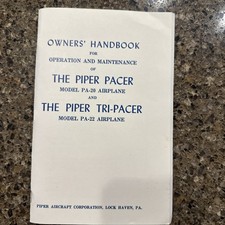 OWNERS' HANDBOOK
FOR
OPERATION AND MAINTENANCE
OF
THE PIPER PACER
MODEL PA-20 AIRPLANE
AND
THE PIPER TRI-PACER
MODEL PA-22 AIRPLANE
PIPER AIRCRAFT CORPORATION, LOCK HAVEN, PA.